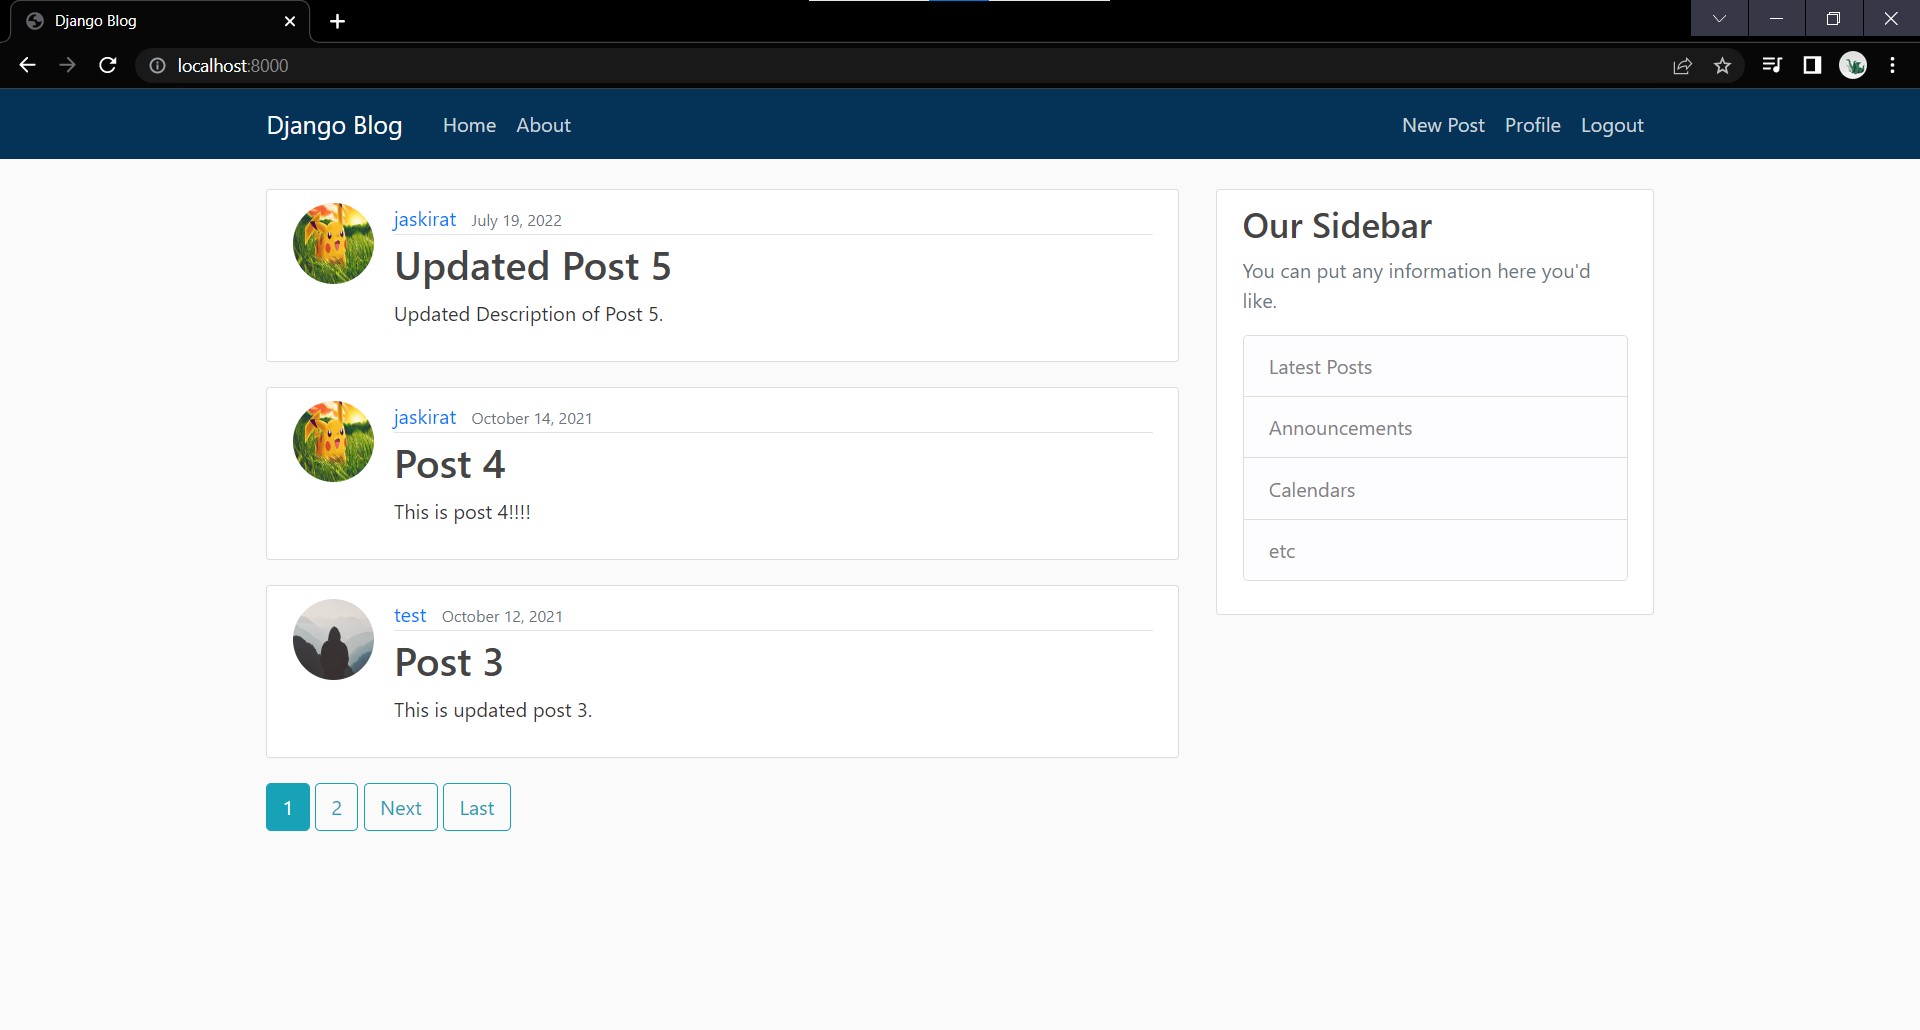 Django Blog
localhost:8000
Django Blog Home About New Post Profile Logout
jaskirat July 19, 2022
Updated Post 5
Updated Description of Post 5.
jaskirat October 14, 2021
Post 4
This is post 4!!!!
test October 12, 2021
Post 3
This is updated post 3.
1 2 Next Last
Our Sidebar
You can put any information here you'd
like.
Latest Posts
Announcements
Calendars
etc